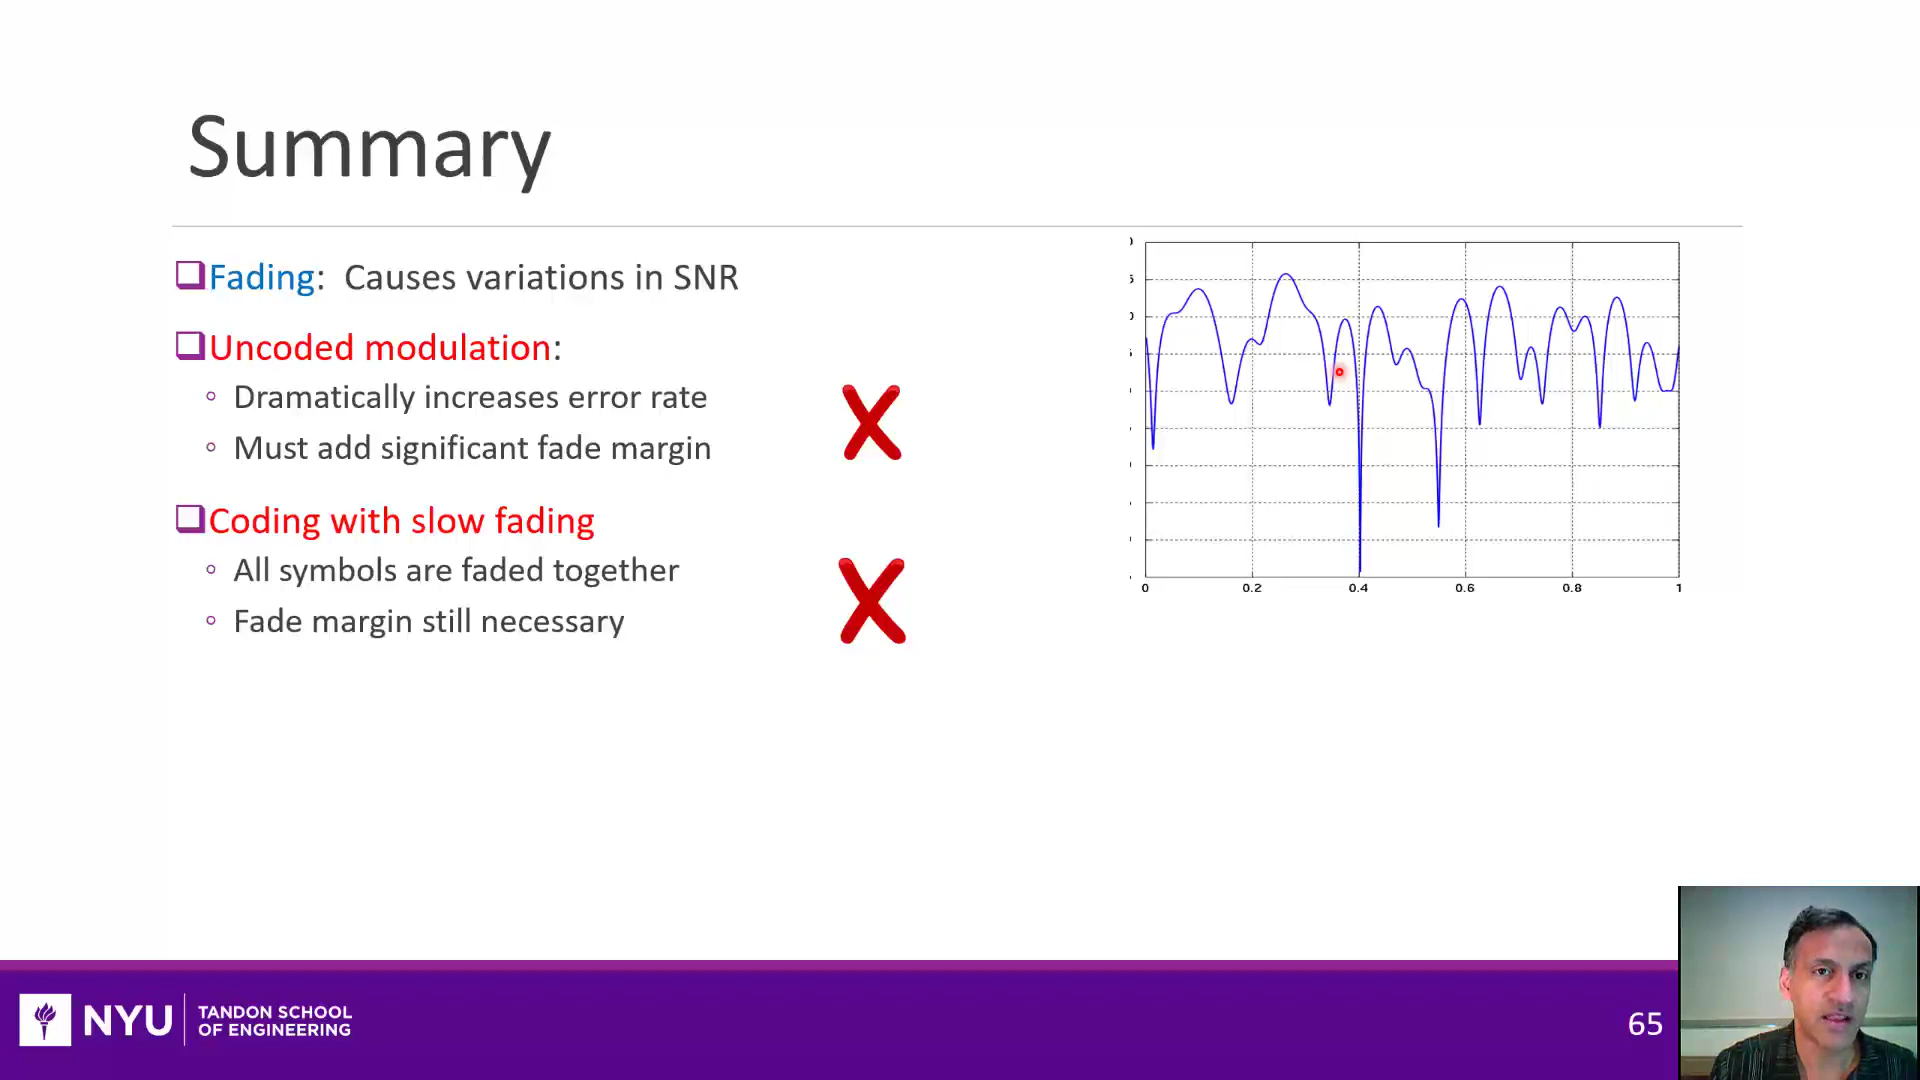 Summary
Fading: Causes variations in SNR
Uncoded modulation:
Dramatically increases error rate
Must add significant fade margin
Coding with slow fading
All symbols are faded together
Fade margin still necessary
0 0.2 0.4 0.6 0.8 1
NYU TANDON SCHOOL
OF ENGINEERING
65